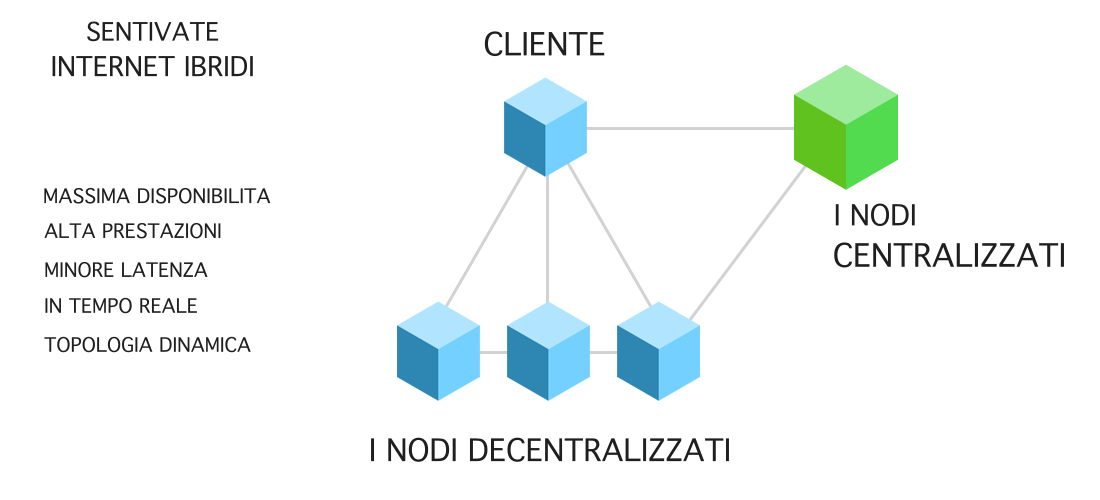 SENTIVATE
INTERNET IBRIDI
MASSIMA DISPONIBILITA
ALTA PRESTAZIONI
MINORE LATENZA
IN TEMPO REALE
TOPOLOGIA DINAMICA
CLIENTE
I NODI
CENTRALIZZATI
I NODI DECENTRALIZZATI